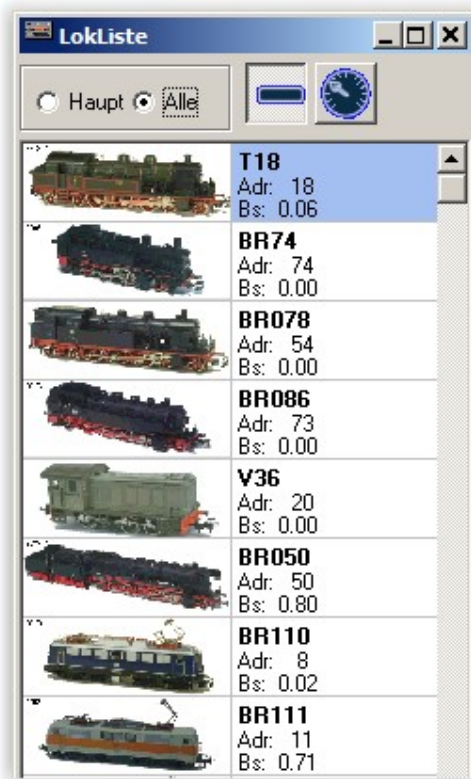 LokListe
Haupt Alle
T18
Adr: 18
Bs: 0.06
BR74
Adr: 74
Bs: 0.00
BR078
Adr: 54
Bs: 0.00
BR086
Adr: 73
Bs: 0.00
V36
Adr: 20
Bs: 0.00
BR050
Adr: 50
Bs: 0.80
BR110
Adr: 8
Bs: 0.02
BR111
Adr: 11
Bs: 0.71